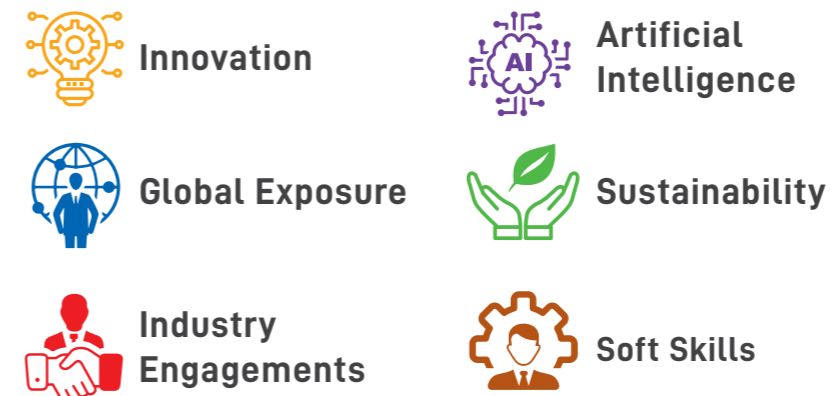 Innovation
AI
Artificial
Intelligence
Global Exposure
Sustainability
Industry
Engagements
Soft Skills